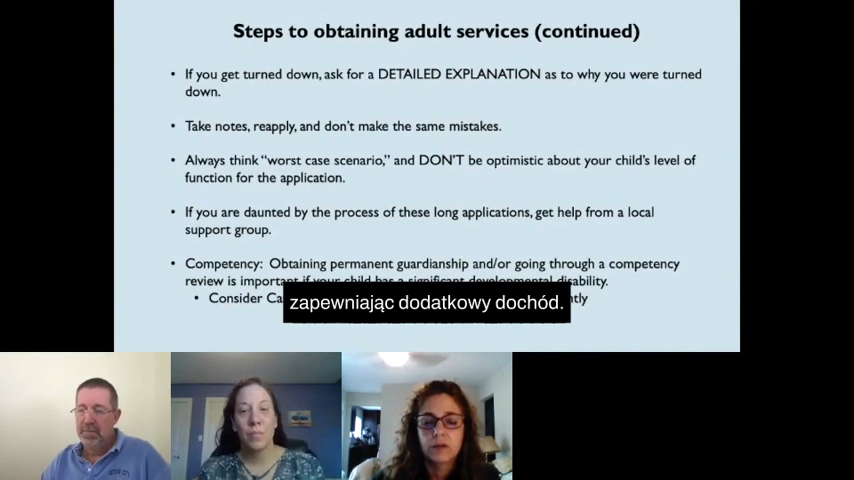 Steps to obtaining adult services (continued)
• If you get turned down, ask for a DETAILED EXPLANATION as to why you were turned
down.
• Take notes, reapply, and don't make the same mistakes.
• Always think "worst case scenario," and DON'T be optimistic about your child's level of
function for the application.
• If you are daunted by the process of these long applications, get help from a local
support group.
• Competency: Obtaining permanent guardianship and/or going through a competency
review is important if your child has a significant developmental disability.
• Consider
zapewniając dodatkowy dochód.